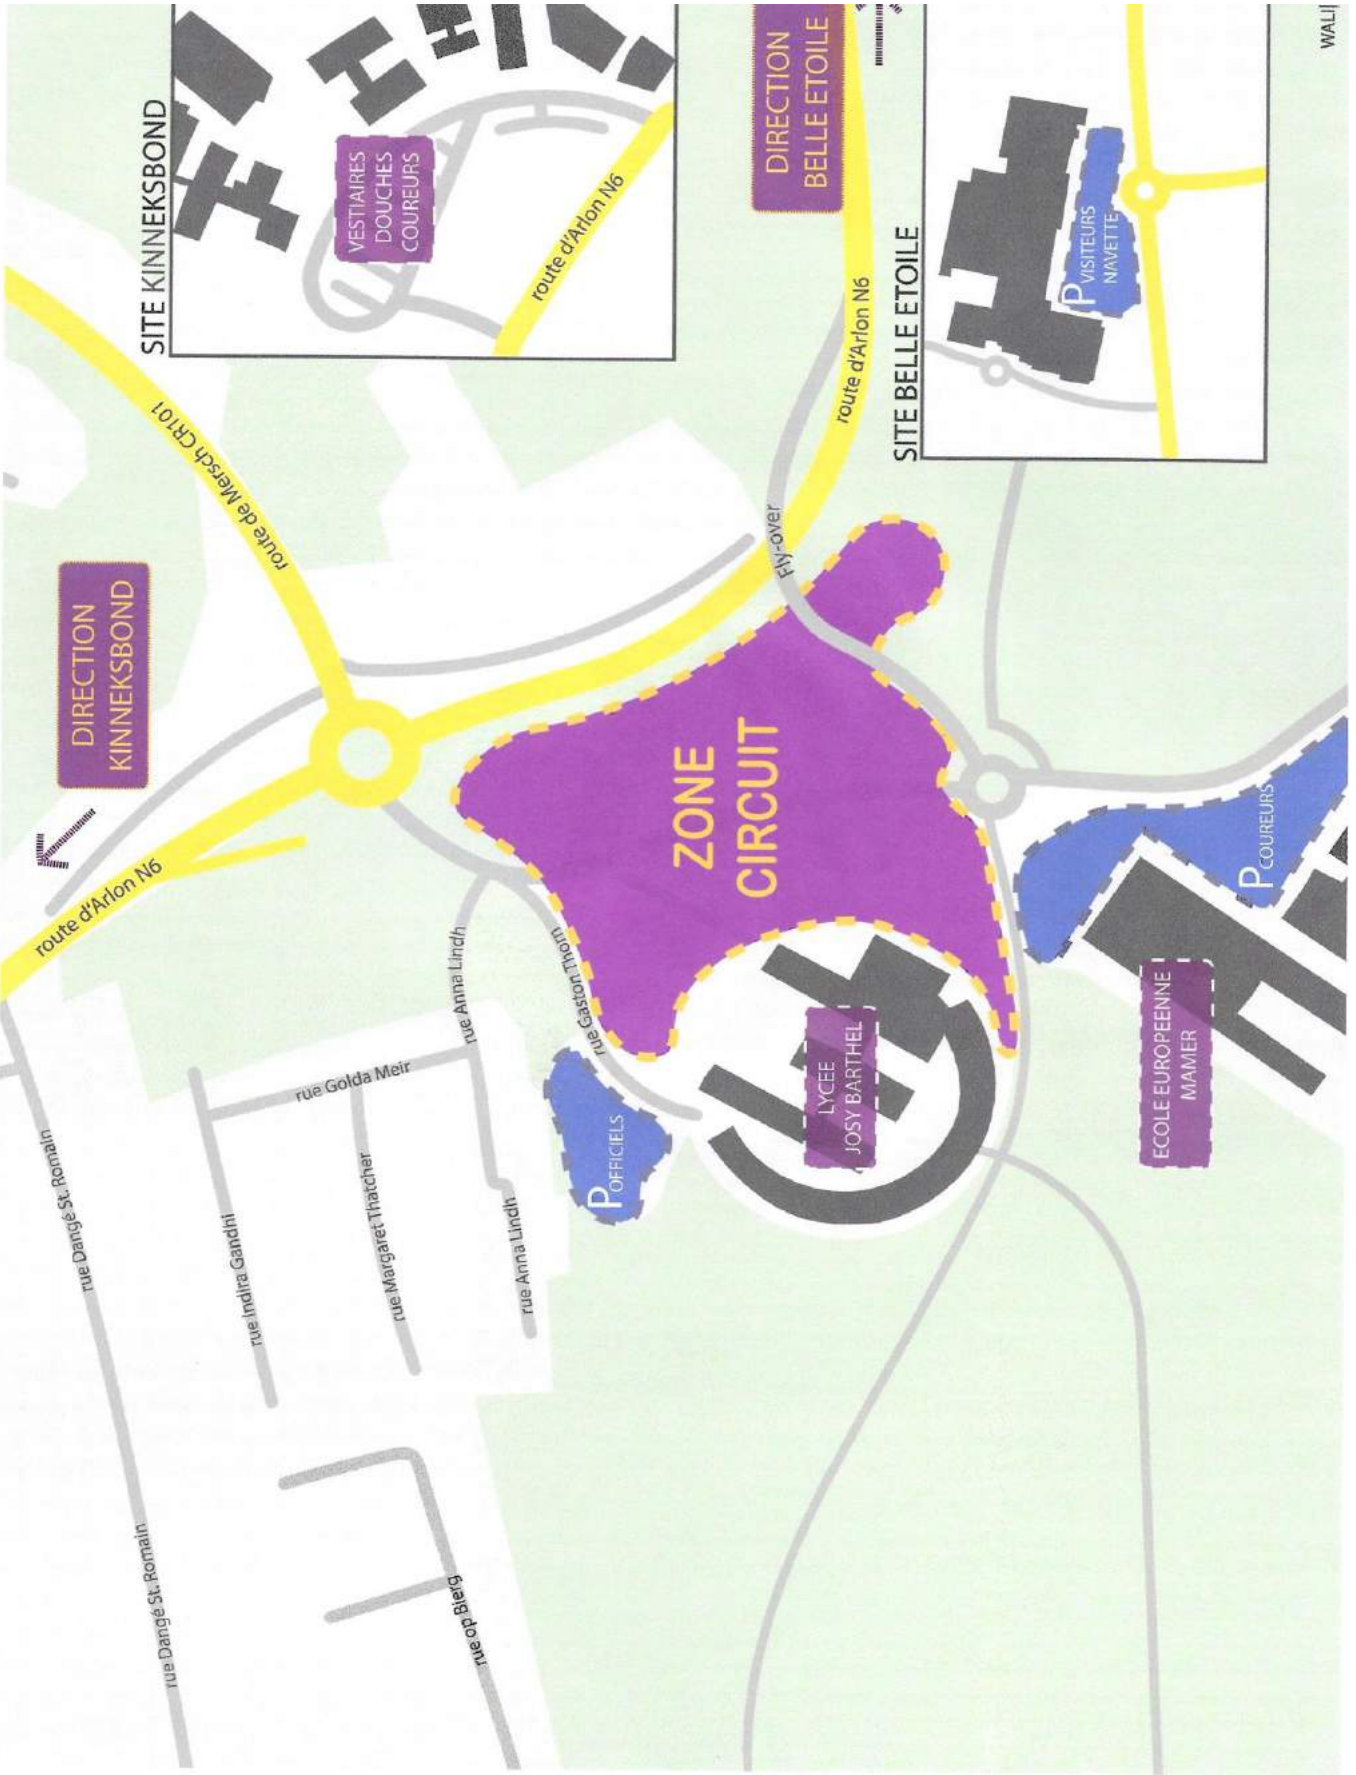 SITE KINNEKSBOND
VESTIAIRES
DOUCHES
COUREURS
route d'Arlon N6
DIRECTION
BELLE ETOILE
SITE BELLE ETOILE
P VISITEURS
NAVETTE
route d'Arlon N6
route de Mersch CR101
DIRECTION
KINNEKSBOND
route d'Arlon N6
Fly-over
ZONE
CIRCUIT
P COUREURS
ECOLE EUROPEENNE
MAMER
LYCEE
JOSY BARTHEL
P OFFICIELS
rue Gaston Thorn
rue Anna Lindh
rue Anna Lindh
rue Golda Meir
rue Margaret Thatcher
rue Indira Gandhi
rue Dangé St. Romain
rue Dangé St. Romain
rue op Bierg